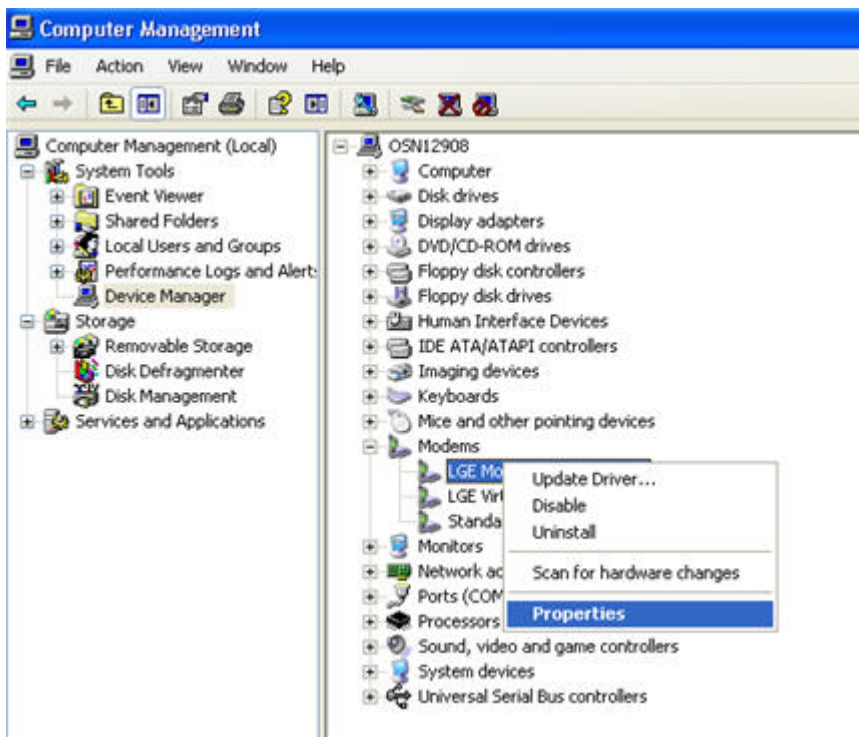 Computer Management
File Action View Window Help
Computer Management (Local)
System Tools
Event Viewer
Shared Folders
Local Users and Groups
Performance Logs and Alert
Device Manager
Storage
Removable Storage
Disk Defragmenter
Disk Management
Services and Applications
OSN12908
Computer
Disk drives
Display adapters
DVD/CD-ROM drives
Floppy disk controllers
Floppy disk drives
Human Interface Devices
IDE ATA/ATAPI controllers
Imaging devices
Keyboards
Mice and other pointing devices
Modems
LGE Mo
LGE Vir
Standa
Monitors
Network ac
Ports (COM
Processors
Sound, video and game controllers
System devices
Universal Serial Bus controllers
Update Driver...
Disable
Uninstall
Scan for hardware changes
Properties